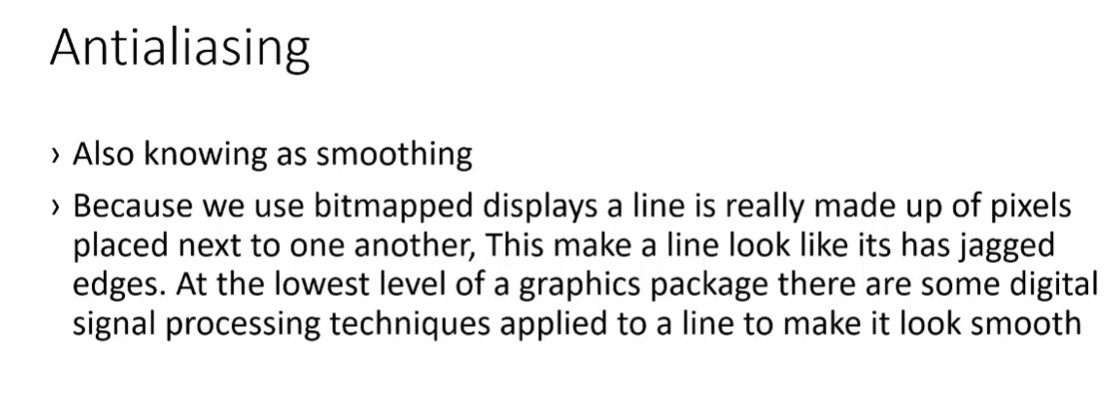 Antialiasing
› Also knowing as smoothing
› Because we use bitmapped displays a line is really made up of pixels
placed next to one another, This make a line look like its has jagged
edges. At the lowest level of a graphics package there are some digital
signal processing techniques applied to a line to make it look smooth